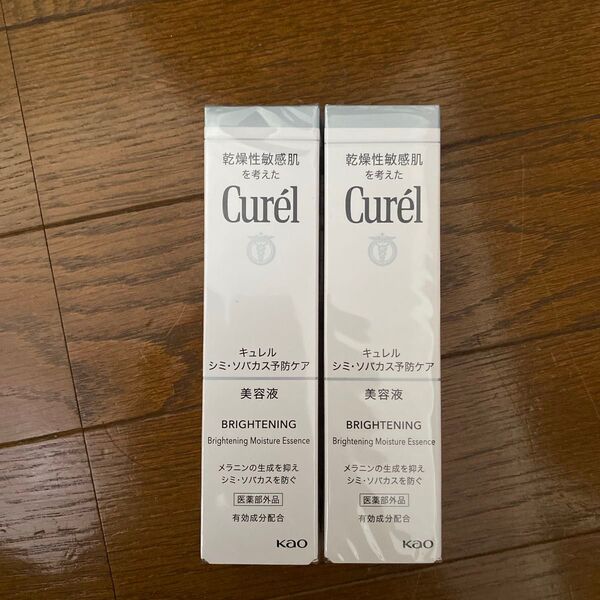 乾燥性敏感肌
を考えた
Curél
キュレル
シミ・ソバカス予防ケア
美容液
BRIGHTENING
Brightening Moisture Essence
メラニンの生成を抑え
シミ・ソバカスを防ぐ
医薬部外品
有効成分配合
Kao
乾燥性敏感肌
を考えた
Curél
キュレル
シミ・ソバカス予防ケア
美容液
BRIGHTENING
Brightening Moisture Essence
メラニンの生成を抑え
シミ・ソバカスを防ぐ
医薬部外品
有効成分配合
Kao